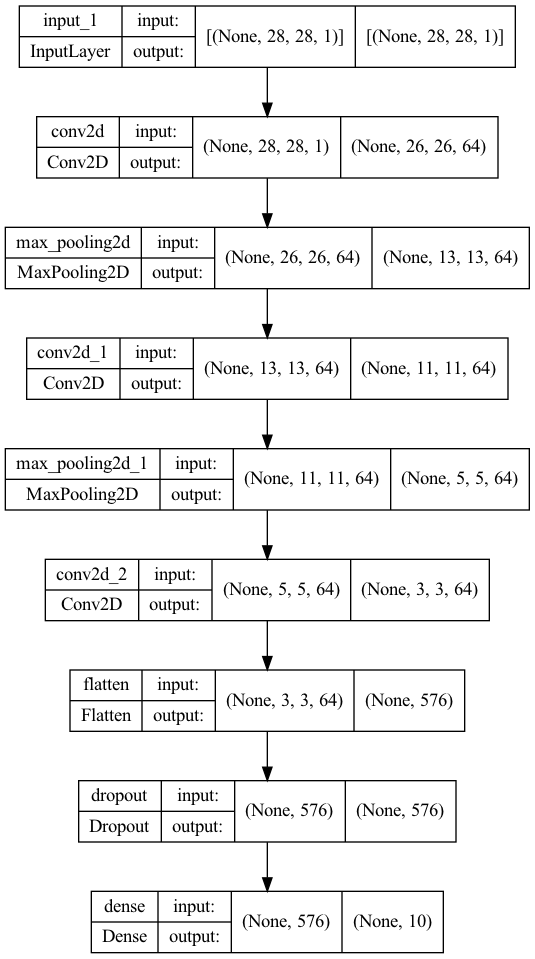 input_1 input: [(None, 28, 28, 1)] [(None, 28, 28, 1)]
InputLayer output:
conv2d input: (None, 28, 28, 1) (None, 26, 26, 64)
Conv2D output:
max_pooling2d input: (None, 26, 26, 64) (None, 13, 13, 64)
MaxPooling2D output:
conv2d_1 input: (None, 13, 13, 64) (None, 11, 11, 64)
Conv2D output:
max_pooling2d_1 input: (None, 11, 11, 64) (None, 5, 5, 64)
MaxPooling2D output:
conv2d_2 input: (None, 5, 5, 64) (None, 3, 3, 64)
Conv2D output:
flatten input: (None, 3, 3, 64) (None, 576)
Flatten output:
dropout input: (None, 576) (None, 576)
Dropout output:
dense input: (None, 576) (None, 10)
Dense output: